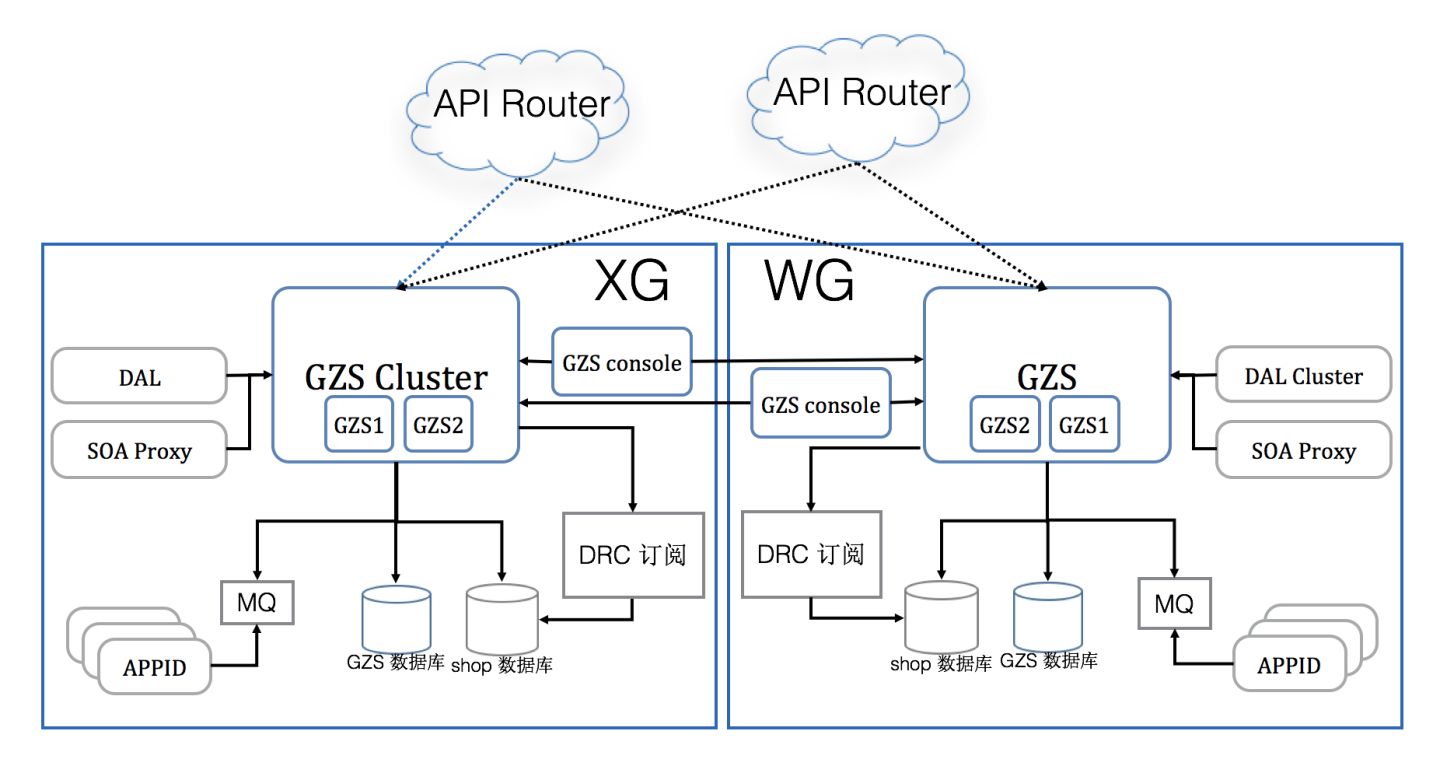 API Router
API Router
XG
WG
DAL
SOA Proxy
GZS Cluster
GZS1
GZS2
GZS console
GZS console
GZS
GZS2
GZS1
DAL Cluster
SOA Proxy
DRC 订阅
DRC 订阅
MQ
APPID
GZS 数据库
shop 数据库
shop 数据库
GZS 数据库
MQ
APPID